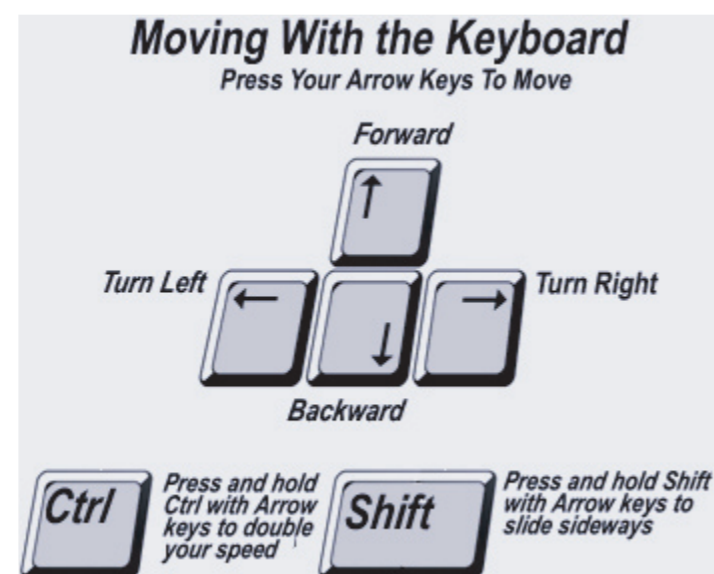 Moving With the Keyboard
Press Your Arrow Keys To Move
Forward
Turn Left
Turn Right
Backward
Ctrl
Press and hold
Ctrl with Arrow
keys to double
your speed
Shift
Press and hold Shift
with Arrow keys to
slide sideways